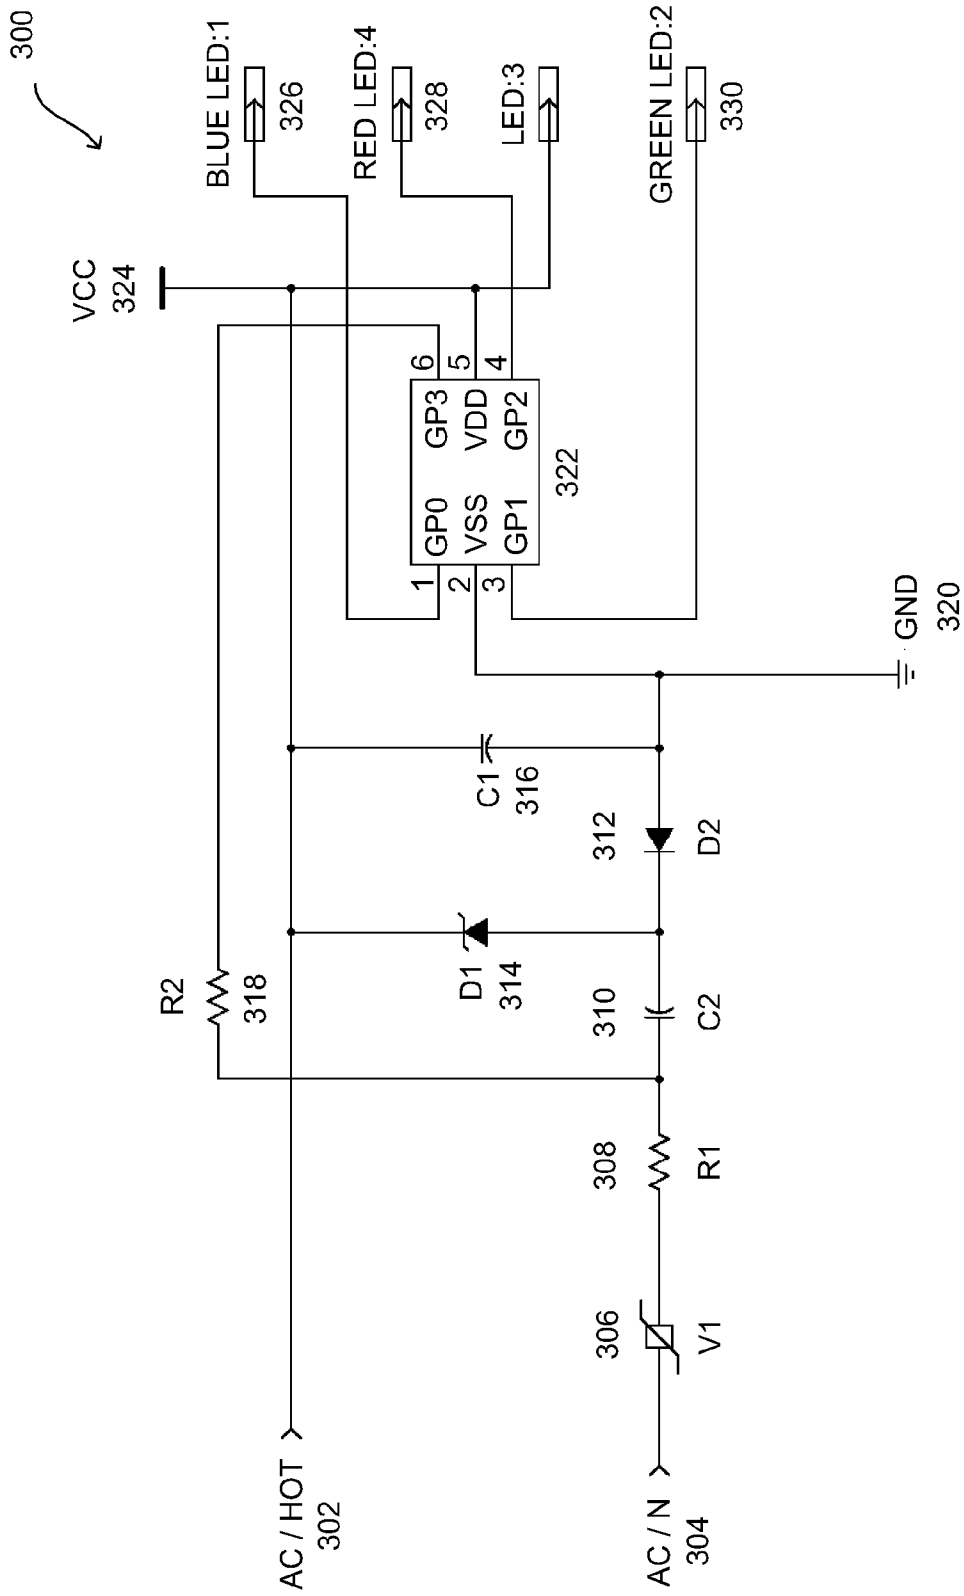 300
BLUE LED:1
326
RED LED:4
328
LED:3
GREEN LED:2
330
VCC
324
R2
318
6
5
4
GP3
VDD
GP2
GP0
VSS
GP1
1
2
3
322
GND
320
C1
316
D1
314
312
D2
310
C2
308
R1
306
V1
AC / HOT
302
AC / N
304